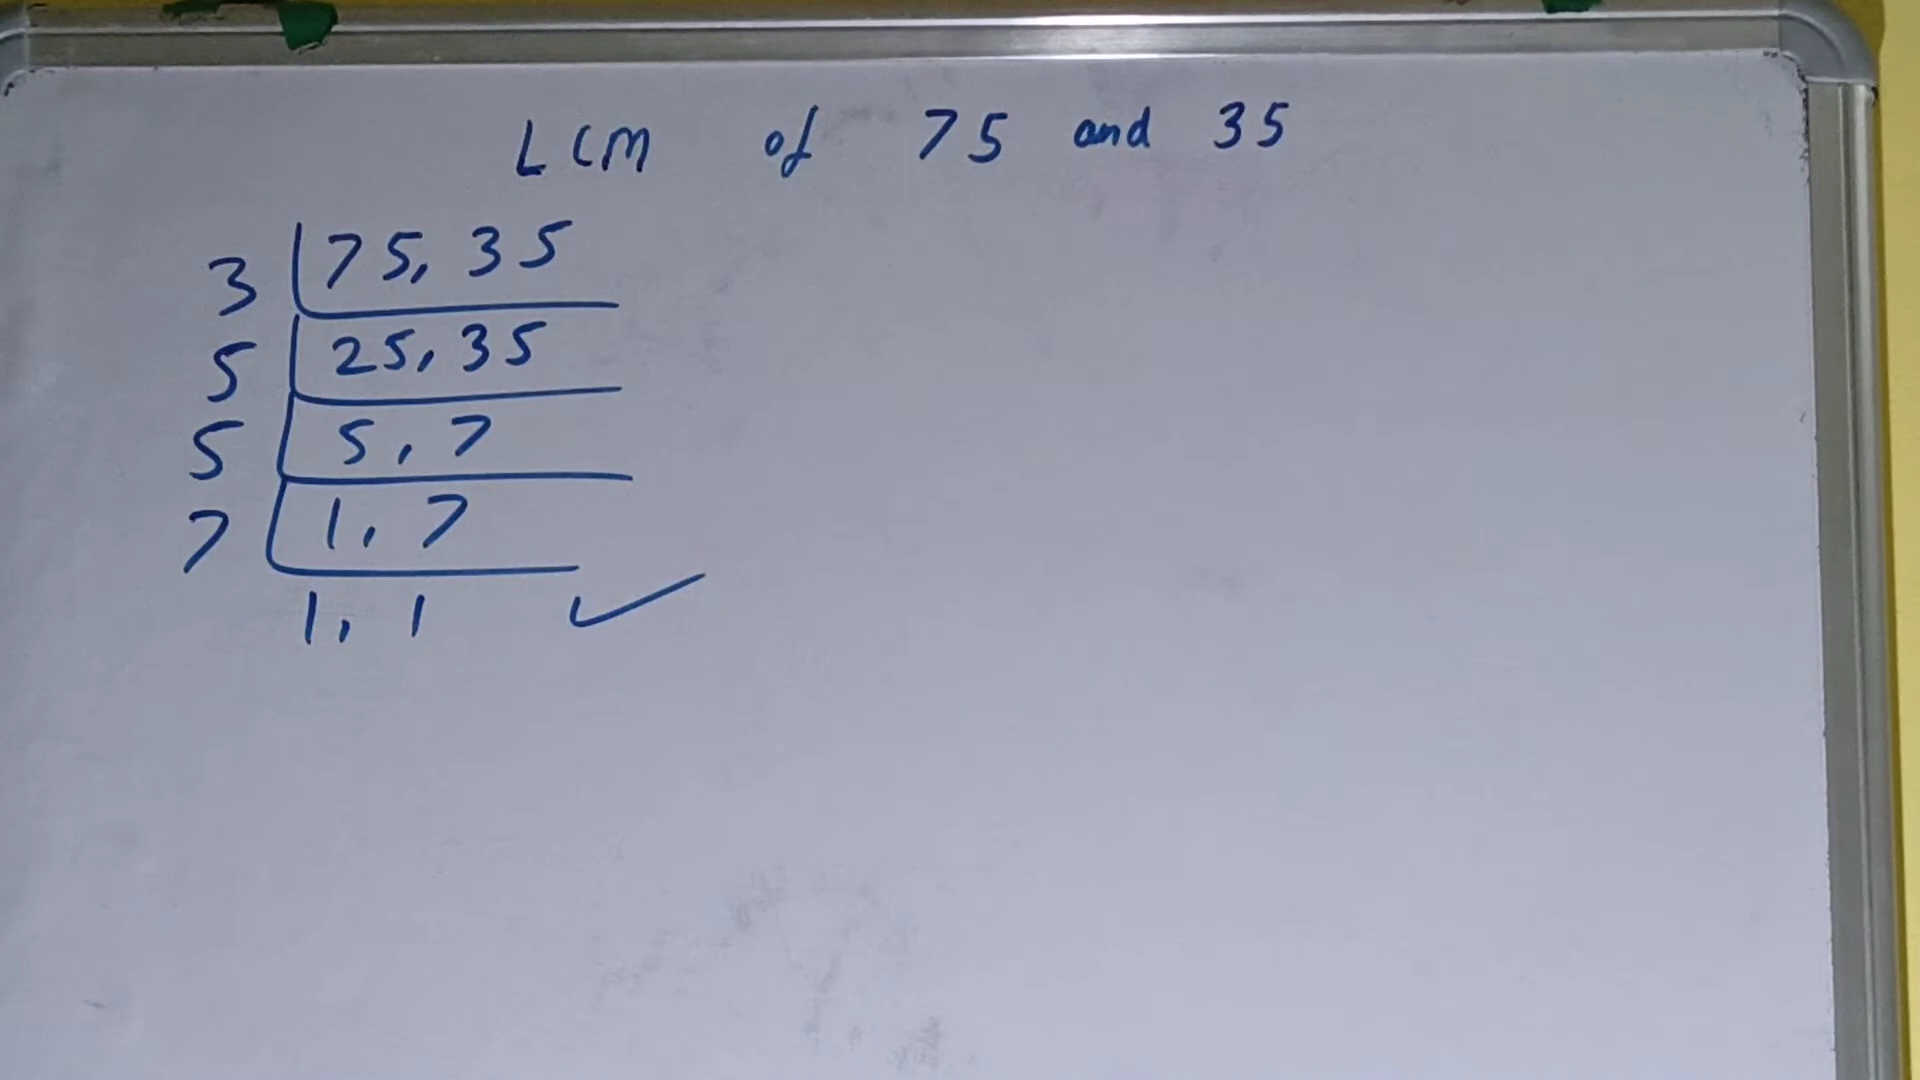 LCM of 75 and 35
3 75, 35
5 25, 35
5 5, 7
7 1, 7
1, 1 ✓